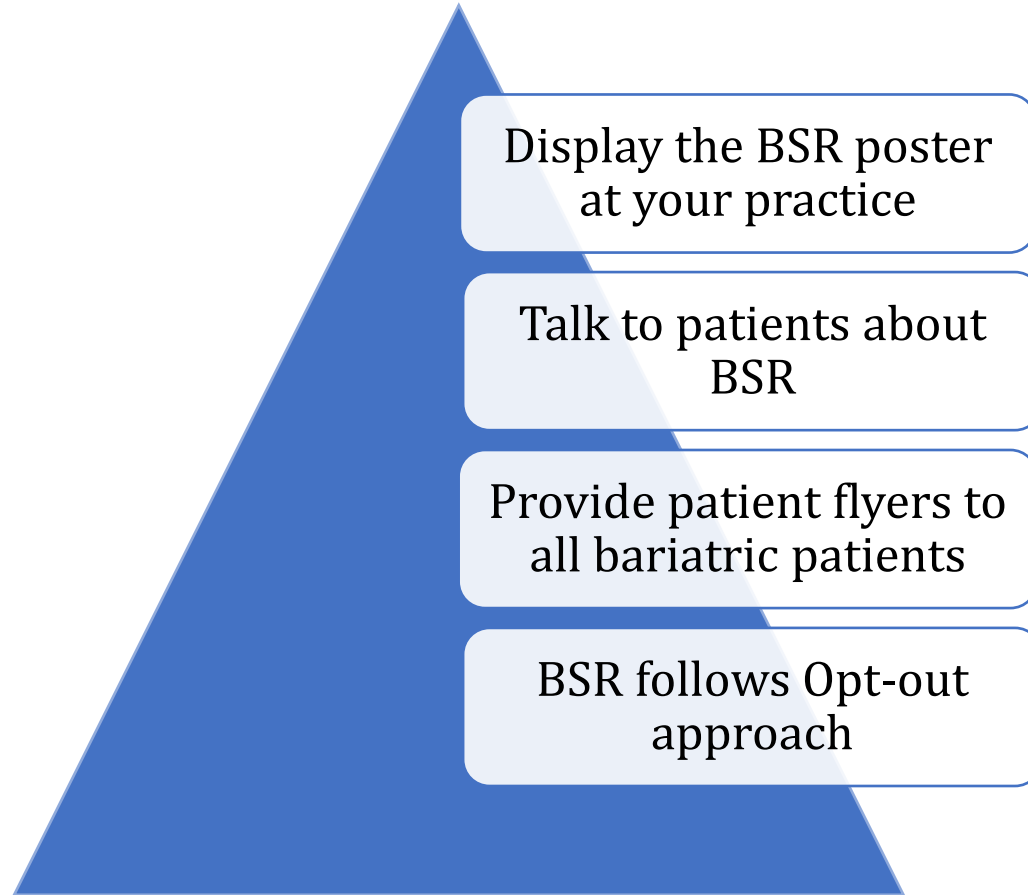 Display the BSR poster
at your practice
Talk to patients about
BSR
Provide patient flyers to
all bariatric patients
BSR follows Opt-out
approach